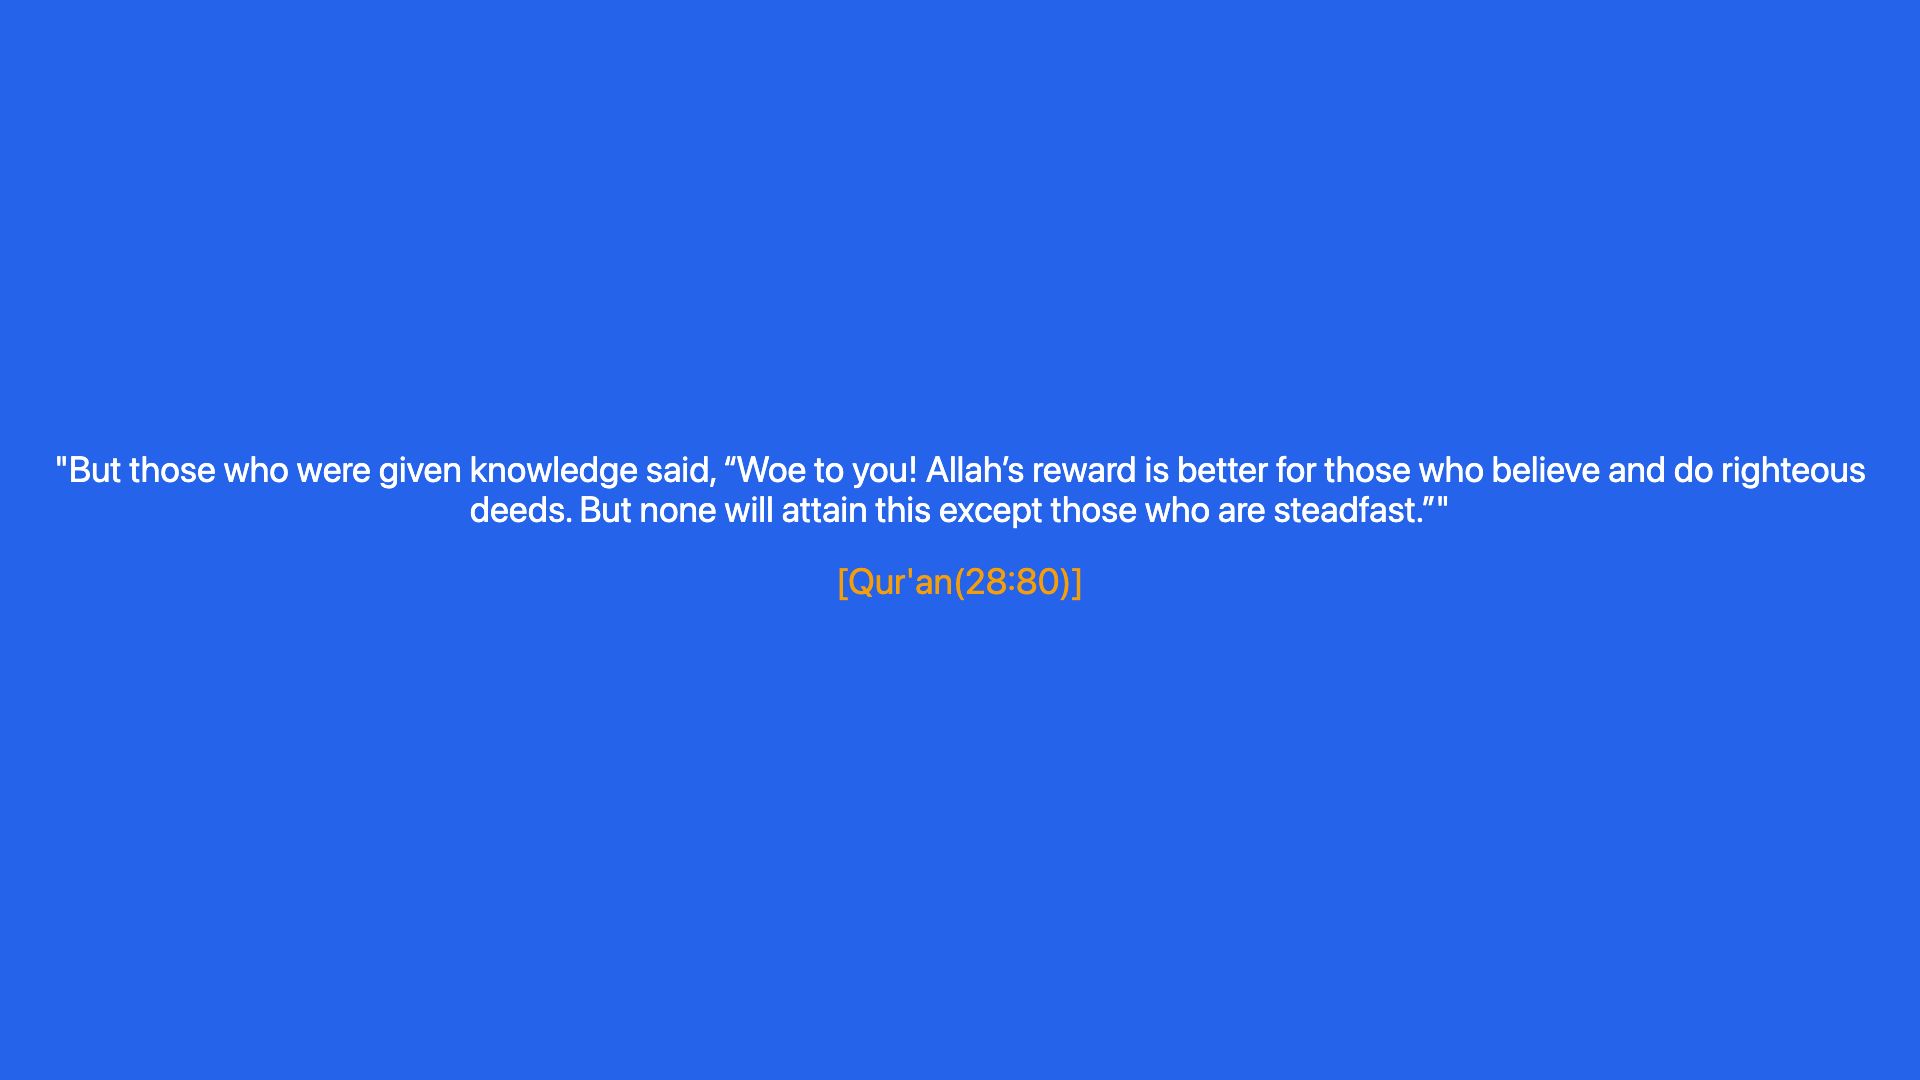 "But those who were given knowledge said, “Woe to you! Allah’s reward is better for those who believe and do righteous
deeds. But none will attain this except those who are steadfast.”"
[Qur'an(28:80)]